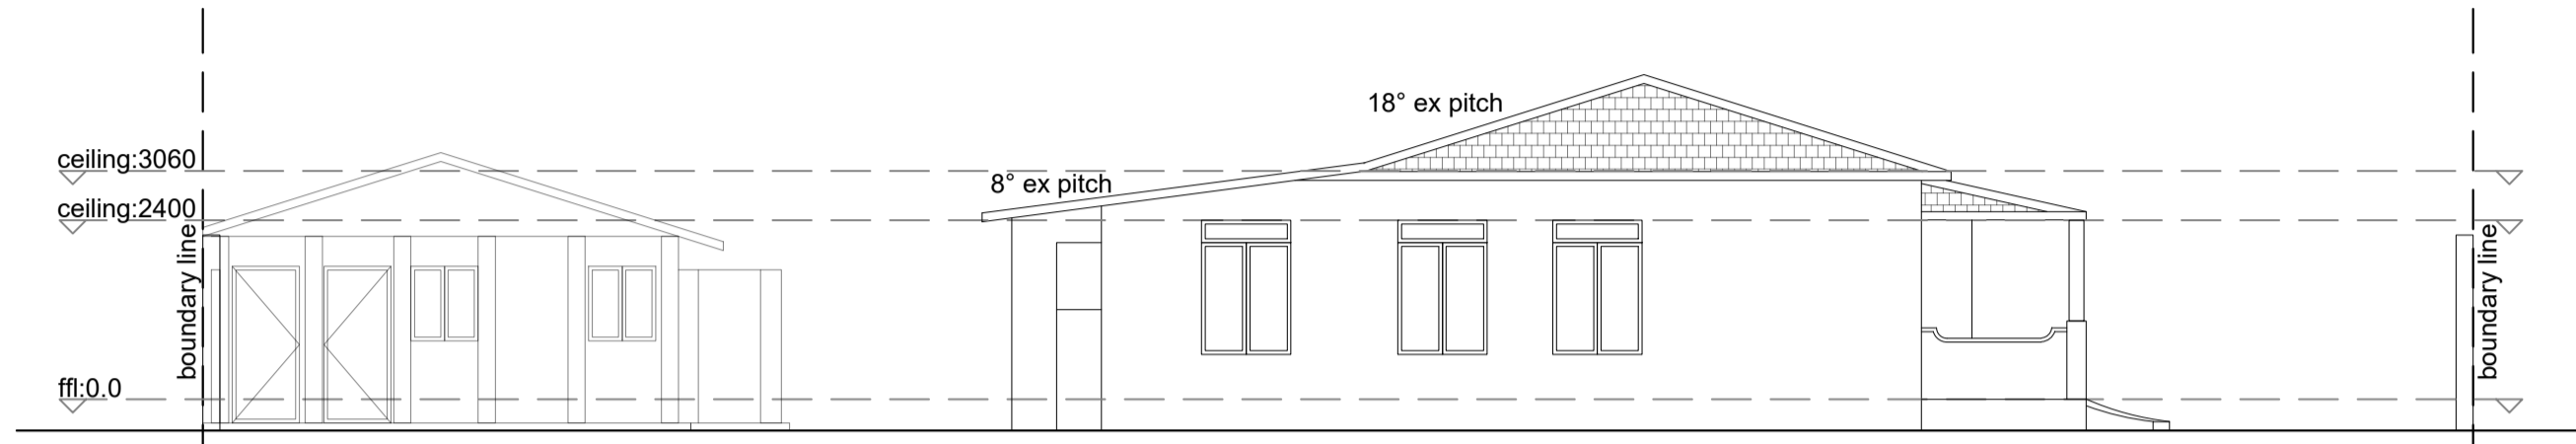 18° ex pitch
ceiling:3060
8° ex pitch
ceiling:2400
boundary line
boundary line
ffl:0.0